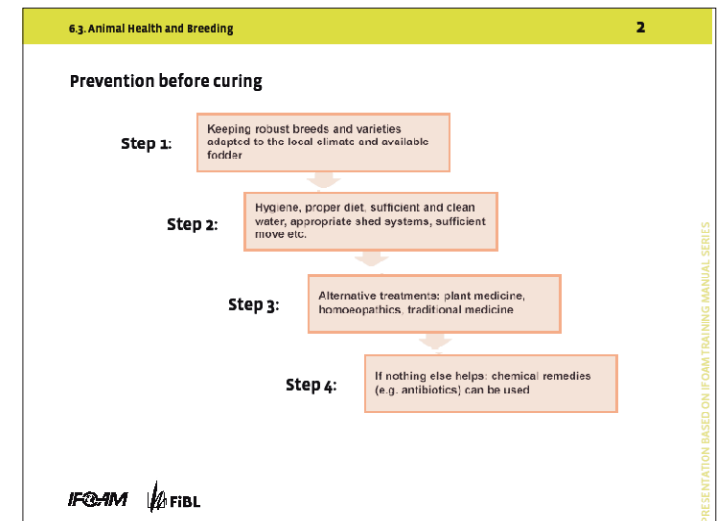 6.3. Animal Health and Breeding 2
Prevention before curing
Step 1:
Keeping robust breeds and varieties
adapted to the local climate and available
fodder
Step 2:
Hygiene, proper diet, sufficient and clean
water, appropriate shed systems, sufficient
move etc.
Step 3:
Alternative treatments: plant medicine,
homoeopathics, traditional medicine
Step 4:
If nothing else helps: chemical remedies
(e.g. antibiotics) can be used
IFOAM FiBL
PRESENTATION BASED ON IFOAM TRAINING MANUAL SERIES